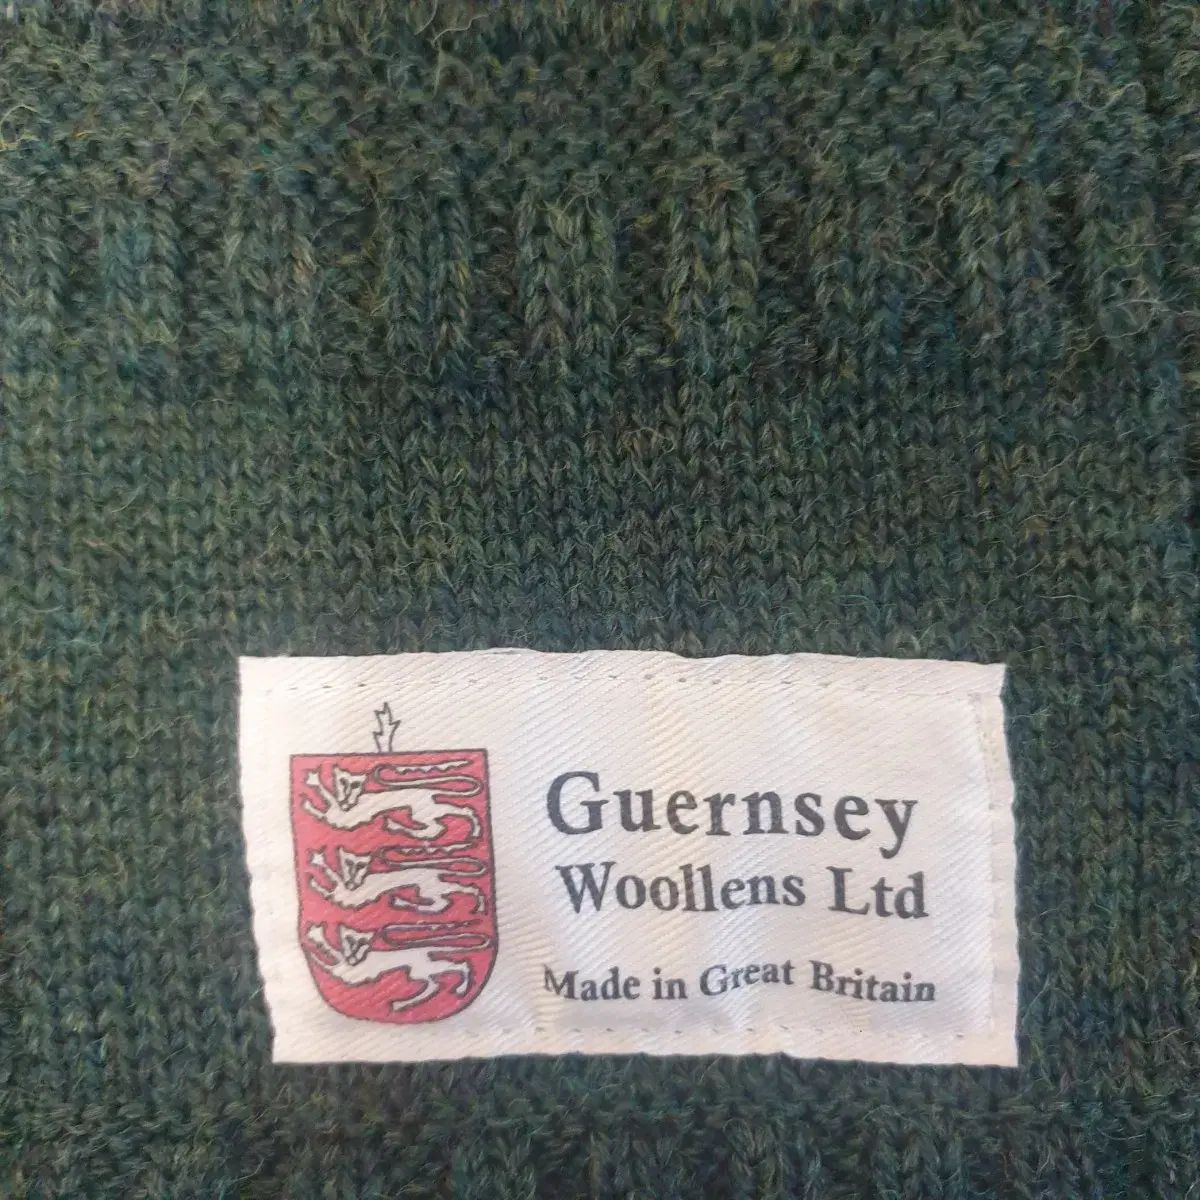 Guernsey
Woollens Ltd
Made in Great Britain